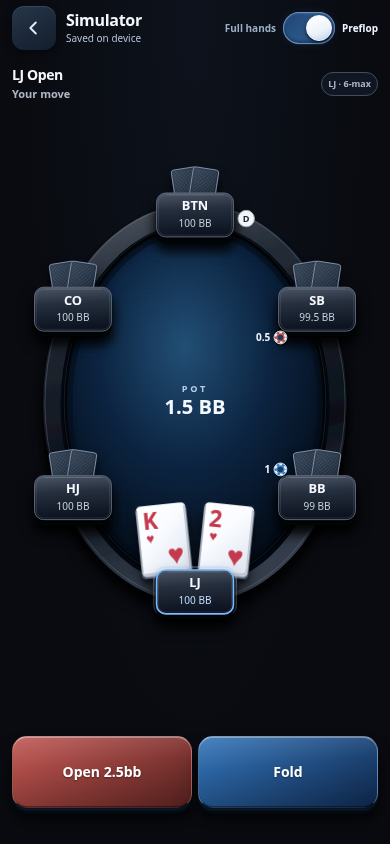 Simulator
Saved on device
Full hands
Preflop
LJ Open
Your move
LJ · 6-max
BTN
100 BB
D
CO
100 BB
SB
99.5 BB
0.5
POT
1.5 BB
1
HJ
100 BB
BB
99 BB
K
2
LJ
100 BB
Open 2.5bb
Fold